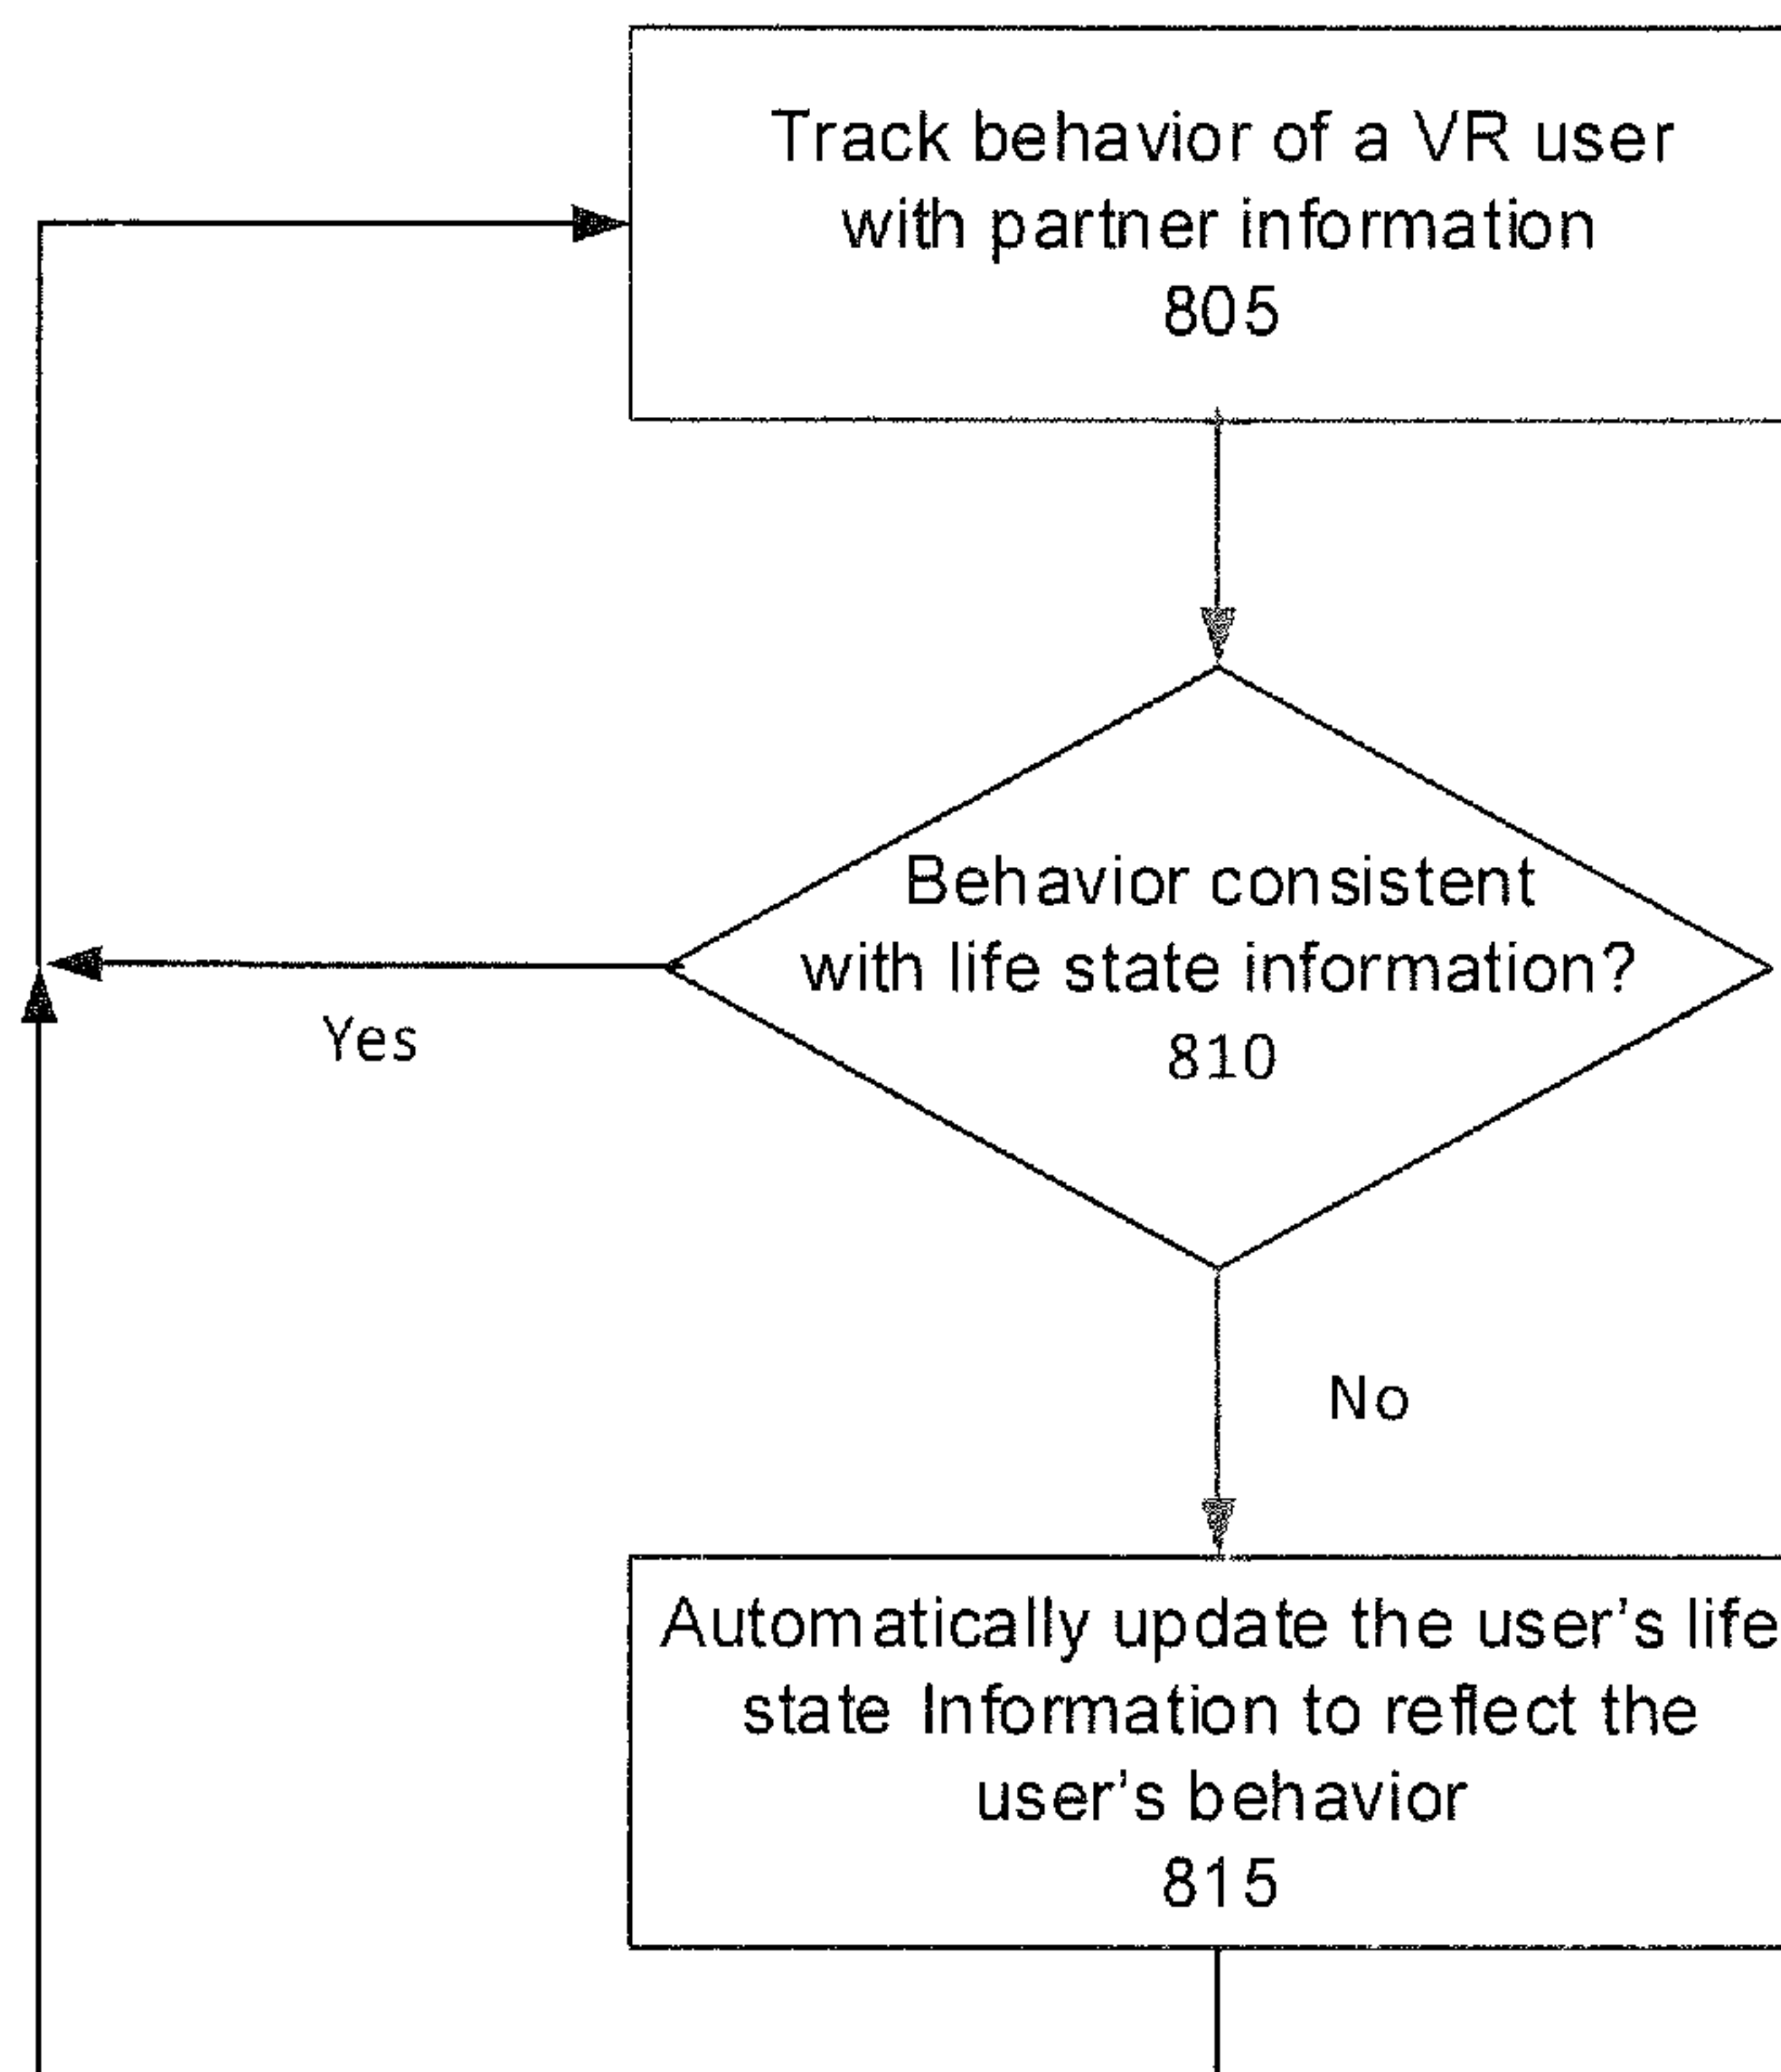 Track behavior of a VR user
with partner information
805
Behavior consistent
with life state information?
810
Yes
No
Automatically update the user's life
state Information to reflect the
user's behavior
815